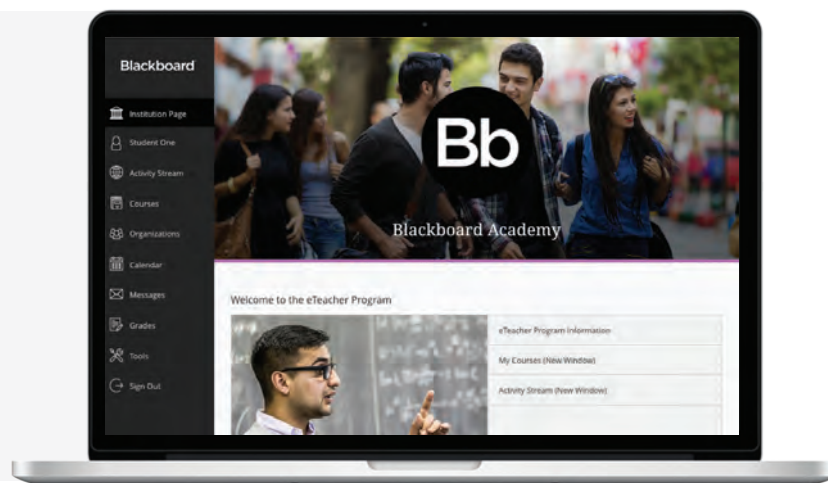 Blackboard
Institution Page
Student One
Activity Stream
Courses
Organizations
Calendar
Messages
Grades
Tools
Sign Out
Bb
Blackboard Academy
Welcome to the eTeacher Program
eTeacher Program Information
My Courses (New Window)
Activity Stream (New Window)